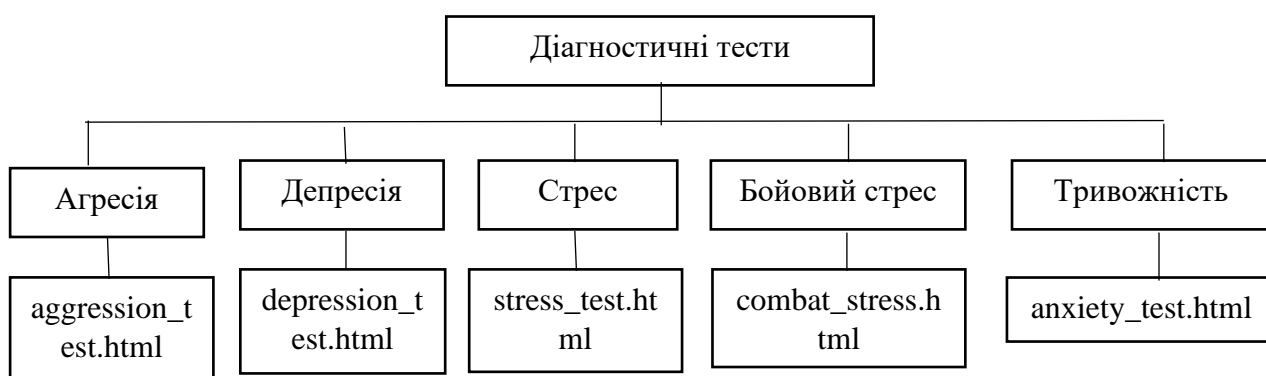 Діагностичні тести
Агресія
Депресія
Стрес
Бойовий стрес
Тривожність
aggression_t
est.html
depression_t
est.html
stress_test.ht
ml
combat_stress.h
tml
anxiety_test.html